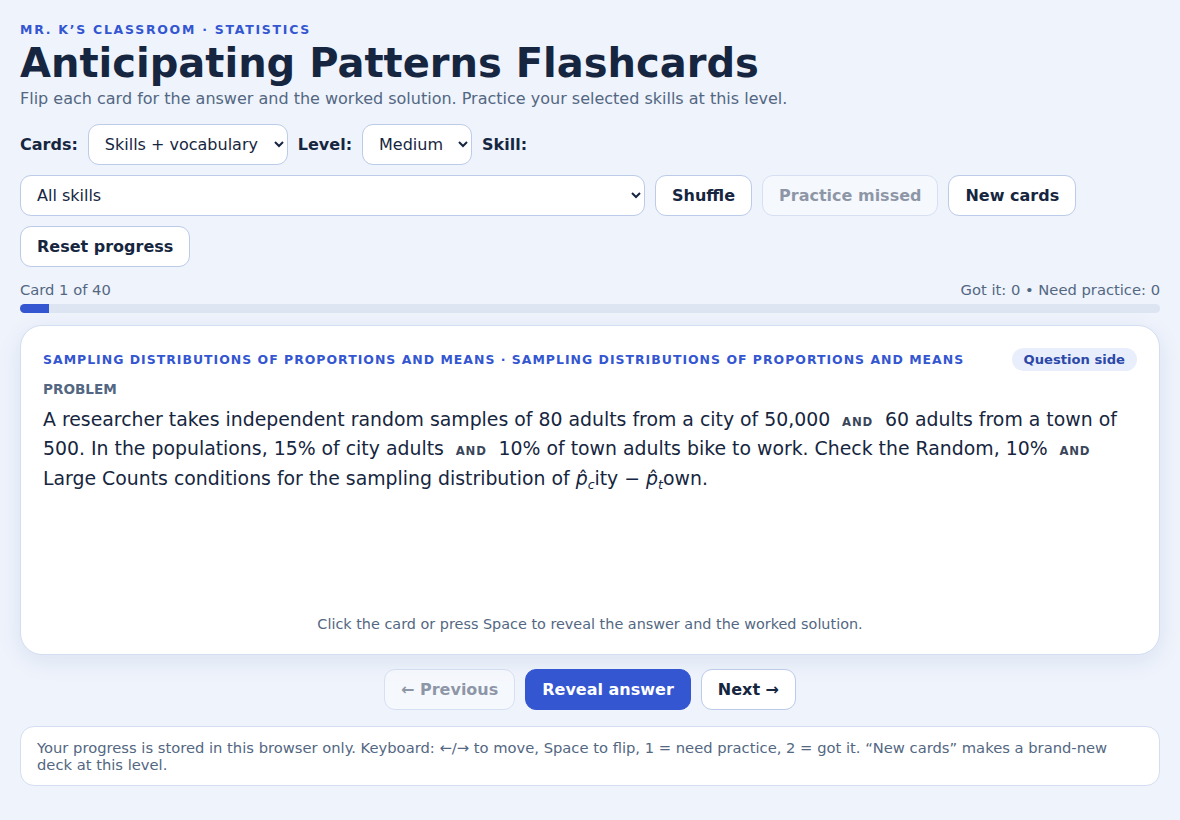 MR. K’S CLASSROOM · STATISTICS
Anticipating Patterns Flashcards
Flip each card for the answer and the worked solution. Practice your selected skills at this level.
Cards: Skills + vocabulary Level: Medium Skill:
All skills Shuffle Practice missed New cards
Reset progress
Card 1 of 40 Got it: 0 • Need practice: 0
SAMPLING DISTRIBUTIONS OF PROPORTIONS AND MEANS · SAMPLING DISTRIBUTIONS OF PROPORTIONS AND MEANS Question side
PROBLEM
A researcher takes independent random samples of 80 adults from a city of 50,000 AND 60 adults from a town of
500. In the populations, 15% of city adults AND 10% of town adults bike to work. Check the Random, 10% AND
Large Counts conditions for the sampling distribution of p̂_city − p̂_town.
Click the card or press Space to reveal the answer and the worked solution.
← Previous Reveal answer Next →
Your progress is stored in this browser only. Keyboard: ←/→ to move, Space to flip, 1 = need practice, 2 = got it. “New cards” makes a brand-new
deck at this level.